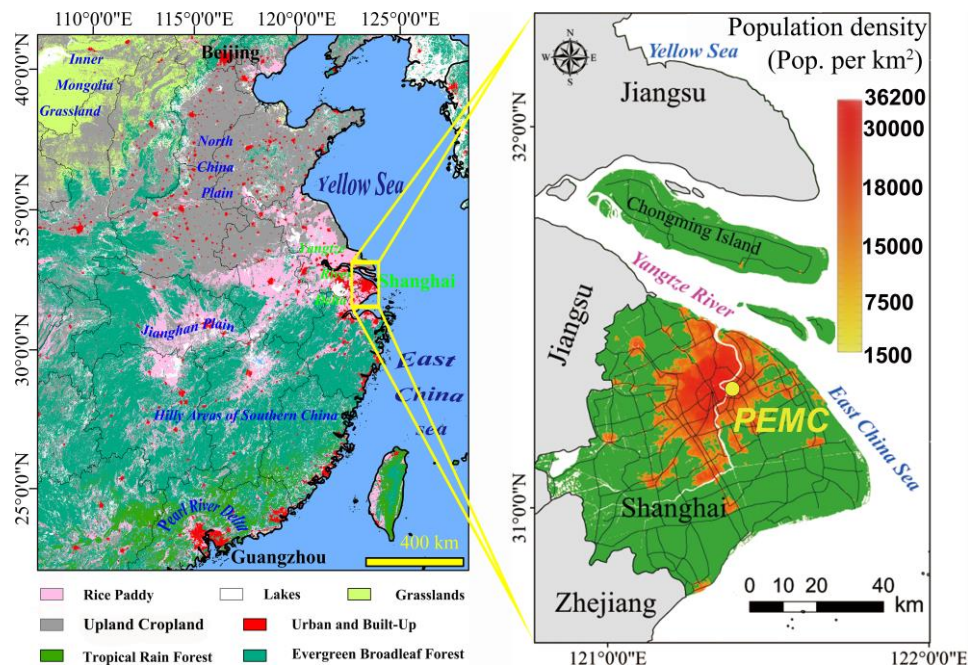 110°0'0"E 115°0'0"E 120°0'0"E 125°0'0"E
40°0'0"N
35°0'0"N
30°0'0"N
25°0'0"N
Beijing
Inner
Mongolia
Grassland
North
China
Plain
Yellow Sea
Yangtze
River
Delta
Shanghai
Jianghan Plain
East
China
sea
Hilly Areas of Southern China
Pearl River Delta
Guangzhou
400 km
Rice Paddy
Lakes
Grasslands
Upland Cropland
Urban and Built-Up
Tropical Rain Forest
Evergreen Broadleaf Forest
N
W E
S
Yellow Sea
Jiangsu
Population density
(Pop. per km²)
36200
30000
18000
15000
7500
1500
32°0'0"N
31°0'0"N
Chongming Island
Yangtze River
Jiangsu
East China Sea
PEMC
Shanghai
Zhejiang
0 10 20 40
km
121°0'0"E 122°0'0"E